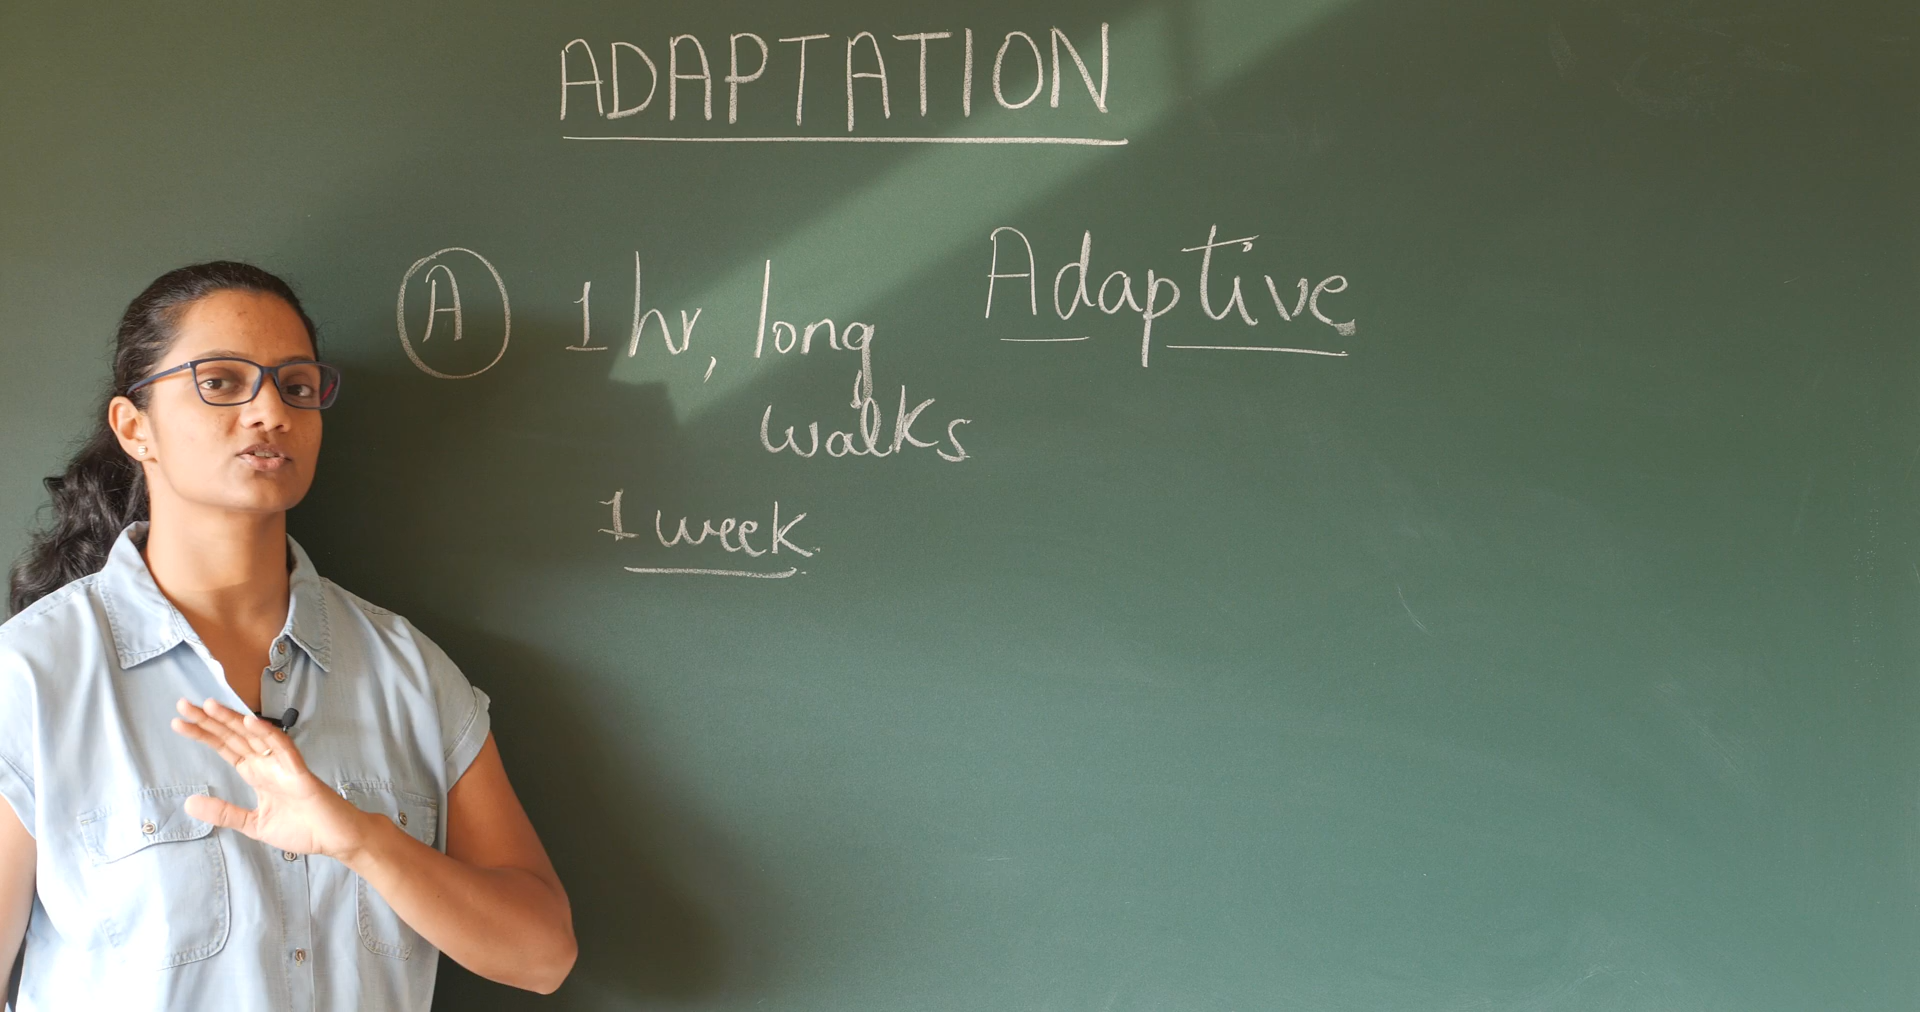 ADAPTATION
A 1 hr, long
walks
1 week
Adaptive